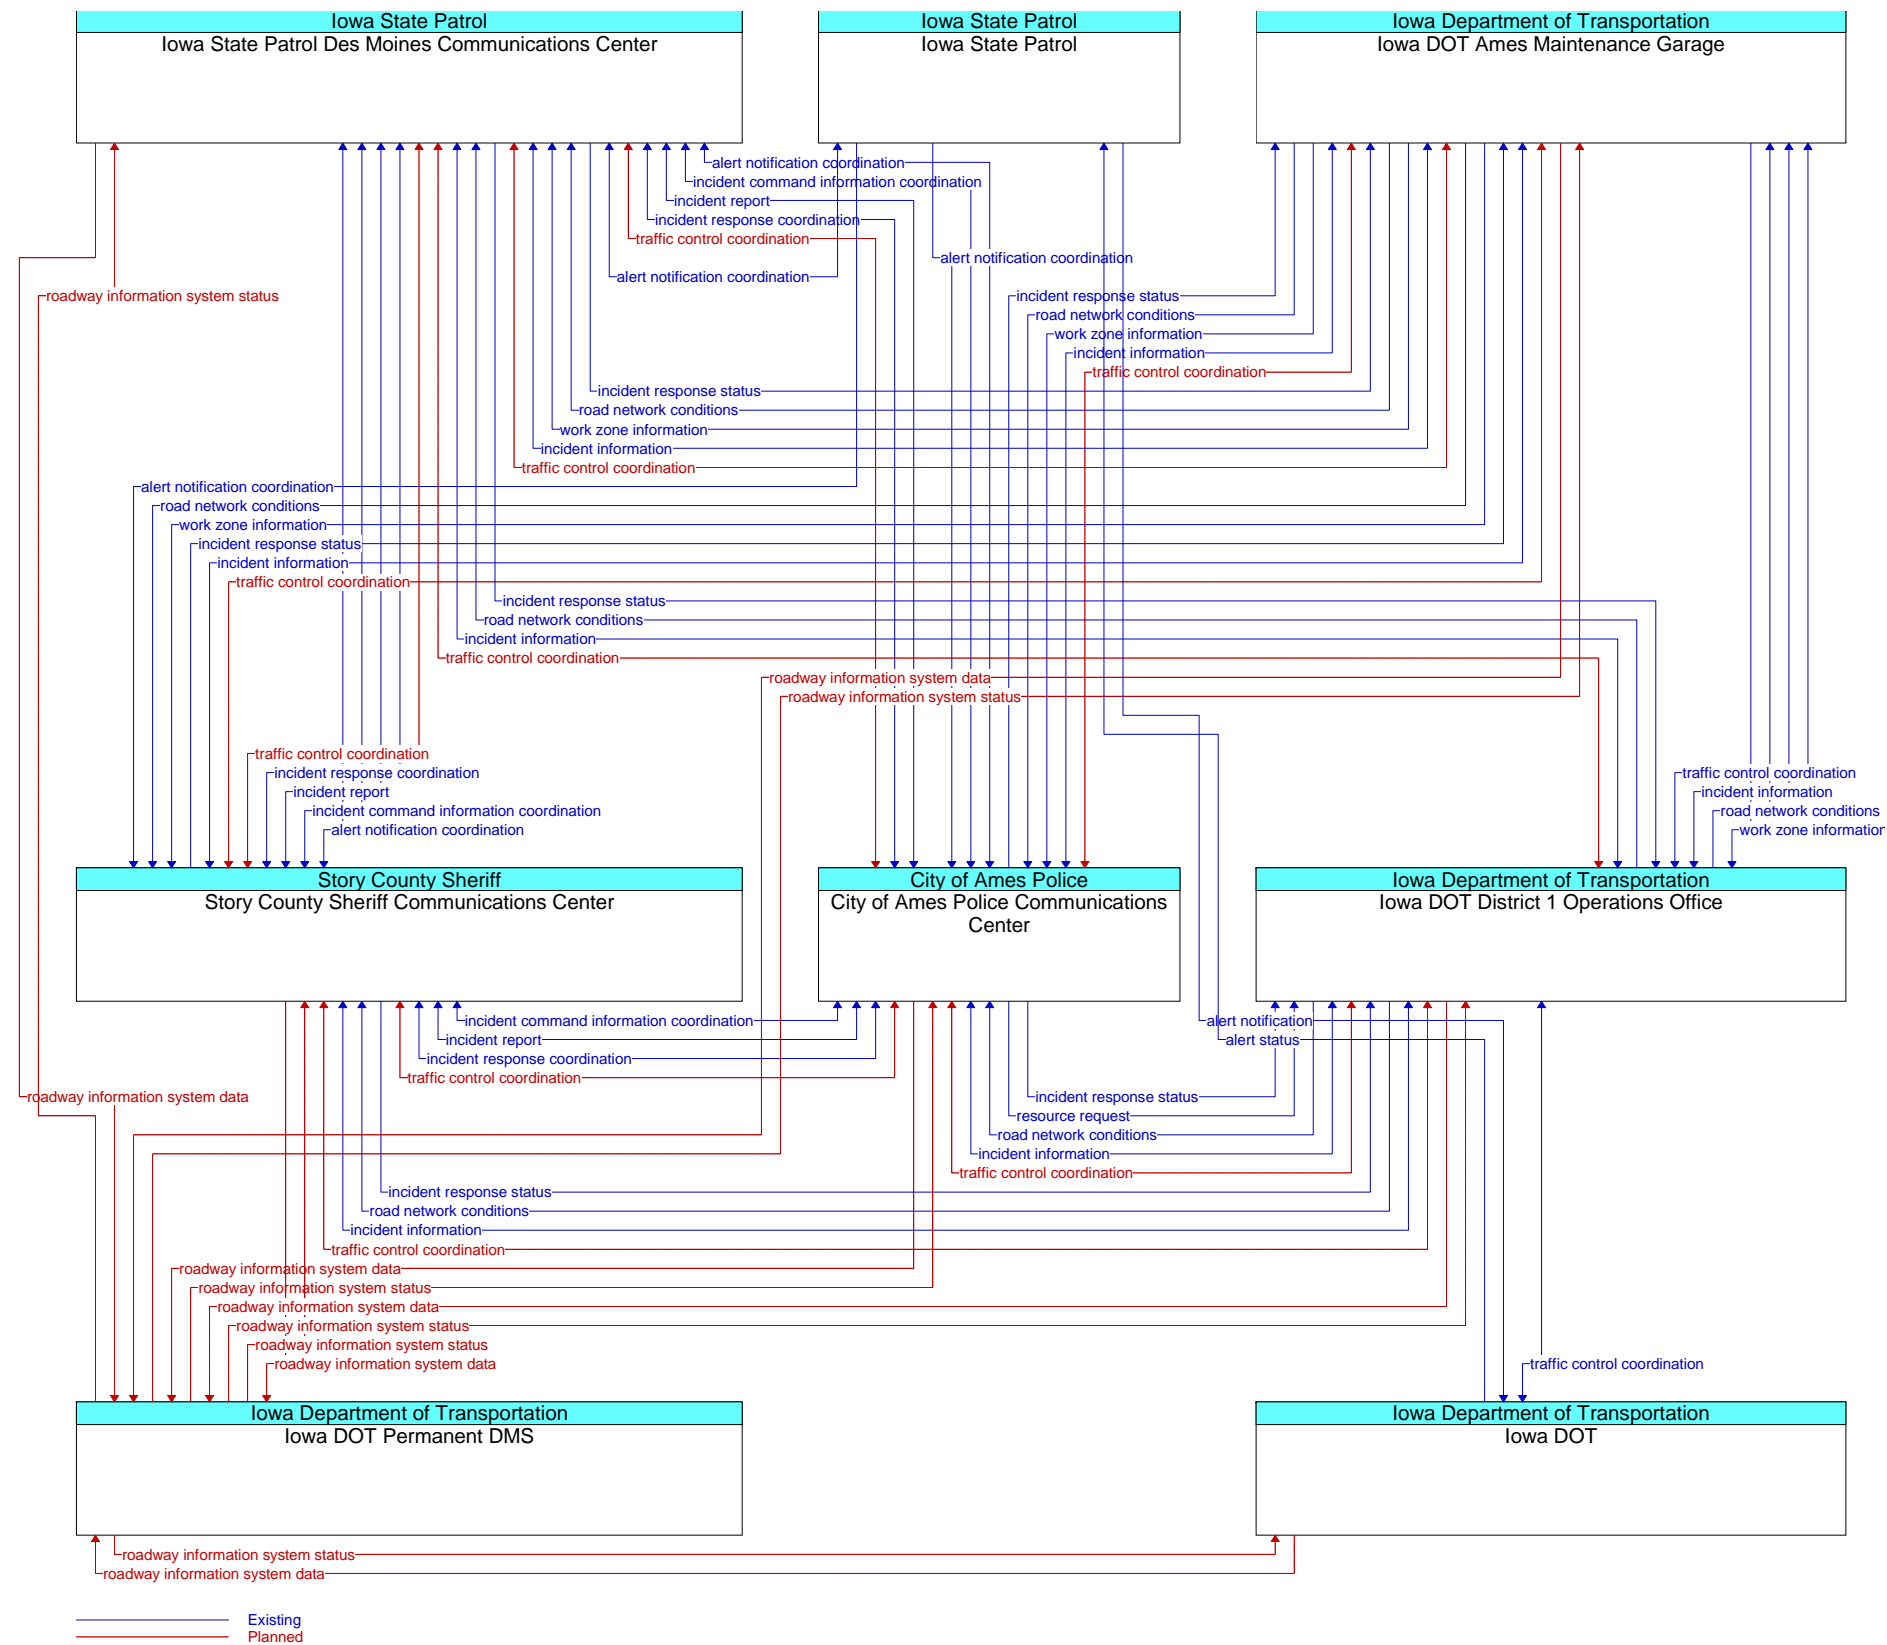 Iowa State Patrol
Iowa State Patrol Des Moines Communications Center
Iowa State Patrol
Iowa State Patrol
Iowa Department of Transportation
Iowa DOT Ames Maintenance Garage
alert notification coordination
incident command information coordination
incident report
incident response coordination
traffic control coordination
alert notification coordination
alert notification coordination
roadway information system status
incident response status
road network conditions
work zone information
incident information
traffic control coordination
incident response status
road network conditions
work zone information
incident information
traffic control coordination
alert notification coordination
road network conditions
work zone information
incident response status
incident information
traffic control coordination
incident response status
road network conditions
incident information
traffic control coordination
roadway information system data
roadway information system status
traffic control coordination
incident response coordination
incident report
incident command information coordination
alert notification coordination
traffic control coordination
incident information
road network conditions
work zone information
Story County Sheriff
Story County Sheriff Communications Center
City of Ames Police
City of Ames Police Communications
Center
Iowa Department of Transportation
Iowa DOT District 1 Operations Office
incident command information coordination
incident report
incident response coordination
traffic control coordination
alert notification
alert status
roadway information system data
incident response status
resource request
road network conditions
incident information
traffic control coordination
incident response status
road network conditions
incident information
traffic control coordination
roadway information system data
roadway information system status
roadway information system data
roadway information system status
roadway information system status
roadway information system data
traffic control coordination
Iowa Department of Transportation
Iowa DOT Permanent DMS
Iowa Department of Transportation
Iowa DOT
roadway information system status
roadway information system data
Existing
Planned